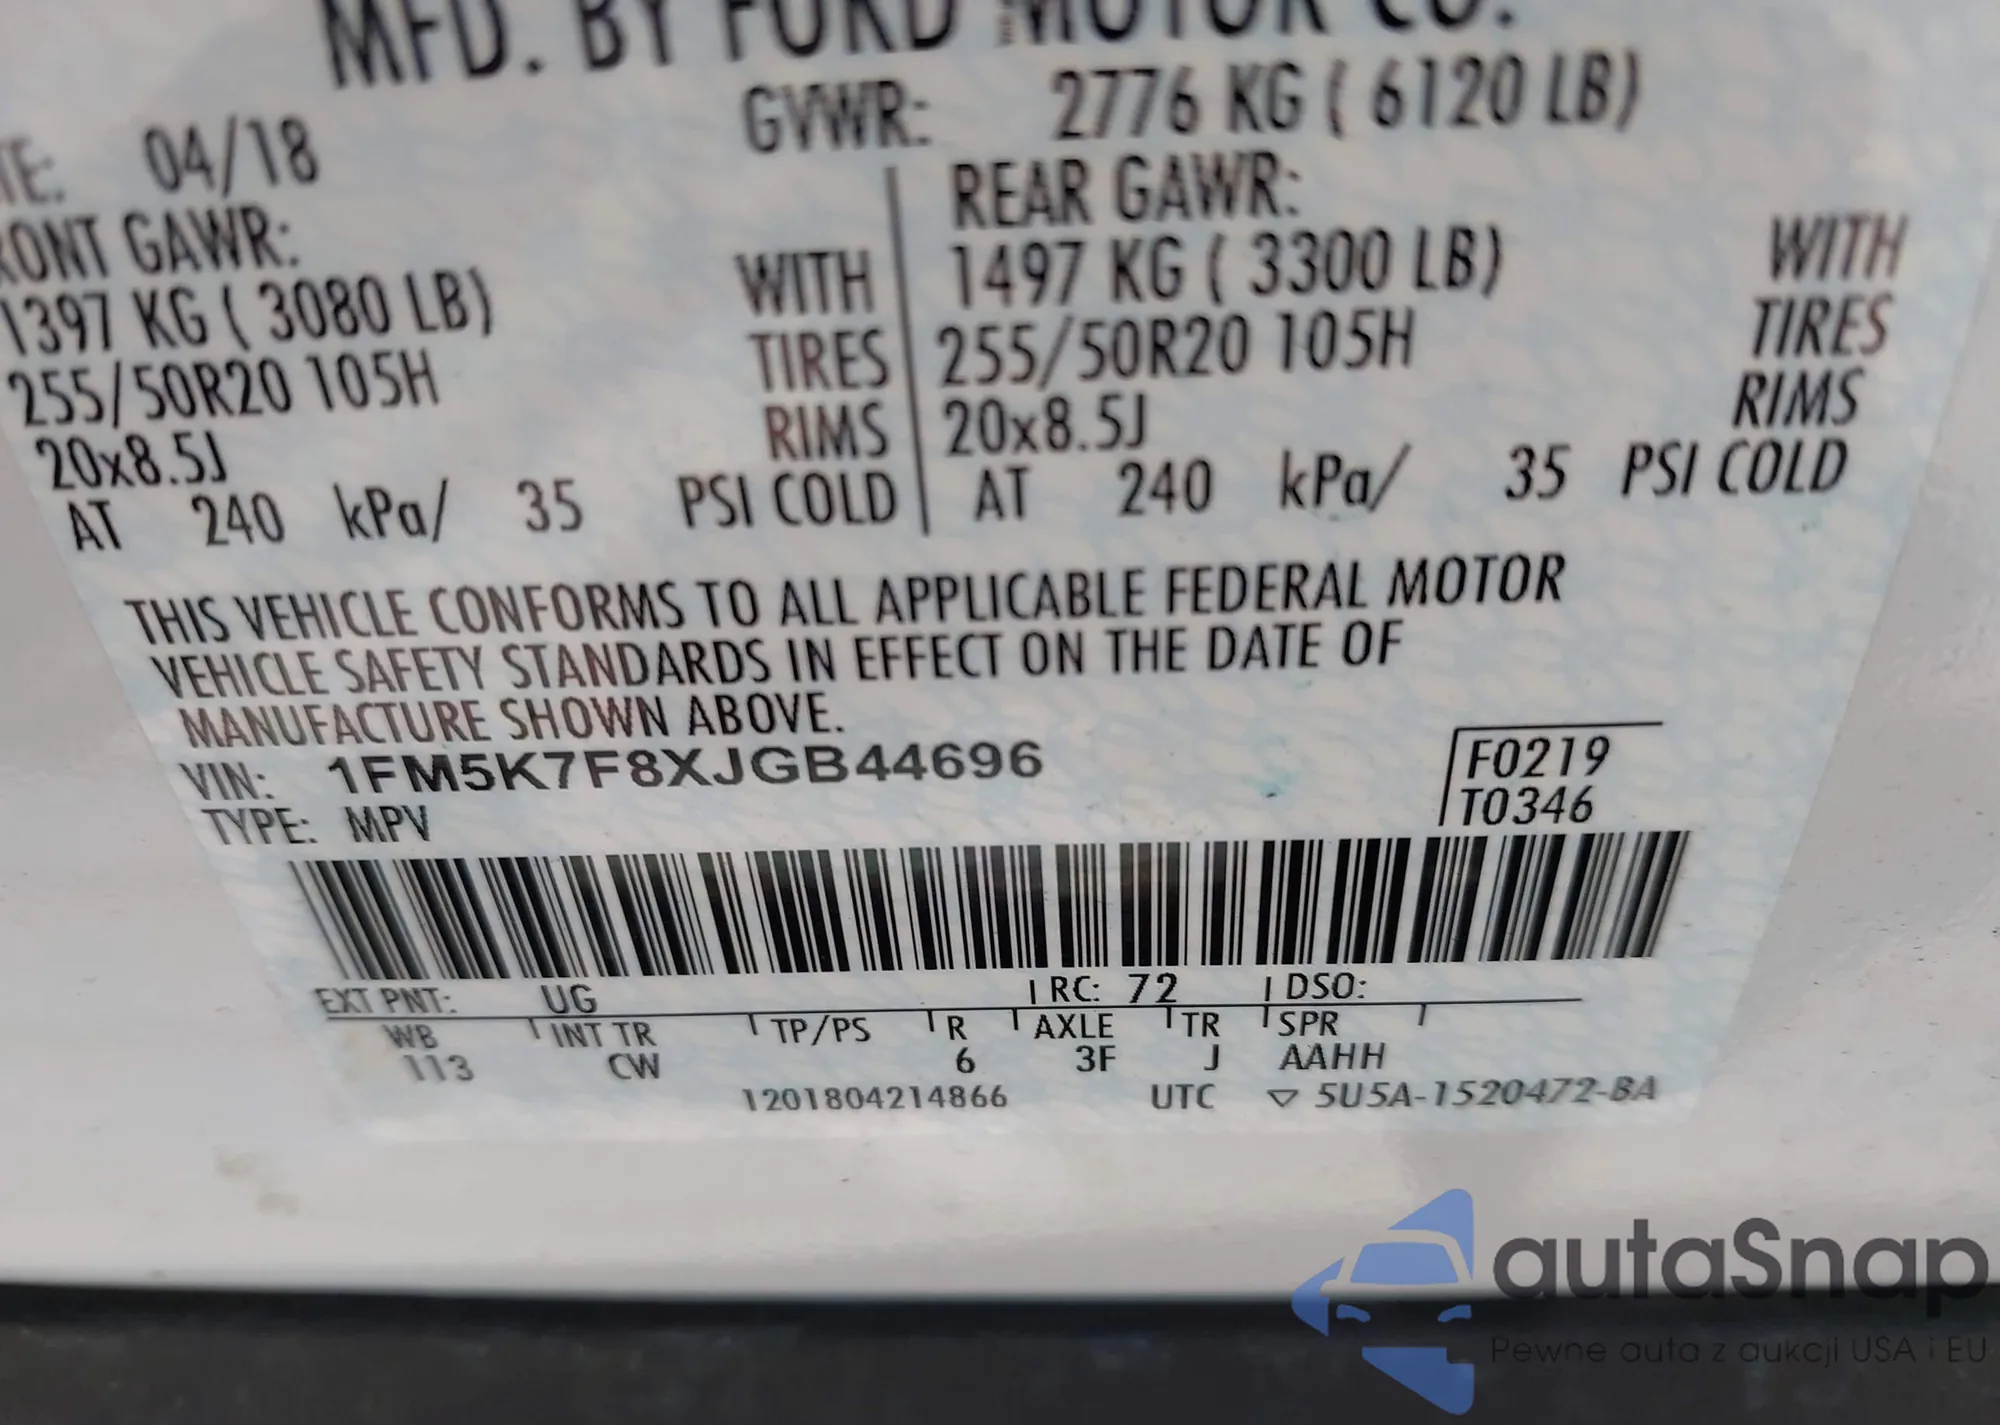 MFD. BY FORD MOTOR CO.
TE: 04/18 GVWR: 2776 KG ( 6120 LB)
RONT GAWR: REAR GAWR:
1397 KG ( 3080 LB) WITH 1497 KG ( 3300 LB) WITH
255/50R20 105H TIRES 255/50R20 105H TIRES
20x8.5J RIMS 20x8.5J RIMS
AT 240 kPa/ 35 PSI COLD AT 240 kPa/ 35 PSI COLD
THIS VEHICLE CONFORMS TO ALL APPLICABLE FEDERAL MOTOR
VEHICLE SAFETY STANDARDS IN EFFECT ON THE DATE OF
MANUFACTURE SHOWN ABOVE.
VIN: 1FM5K7F8XJGB44696 F0219
TYPE: MPV T0346
EXT PNT: UG RC: 72 DSO:
WB INT TR TP/PS R AXLE TR SPR
113 CW 6 3F J AAHH
1201804214866 UTC ▽ 5U5A-1520472-BA
autaSnap
Pewne auta z aukcji USA i EU